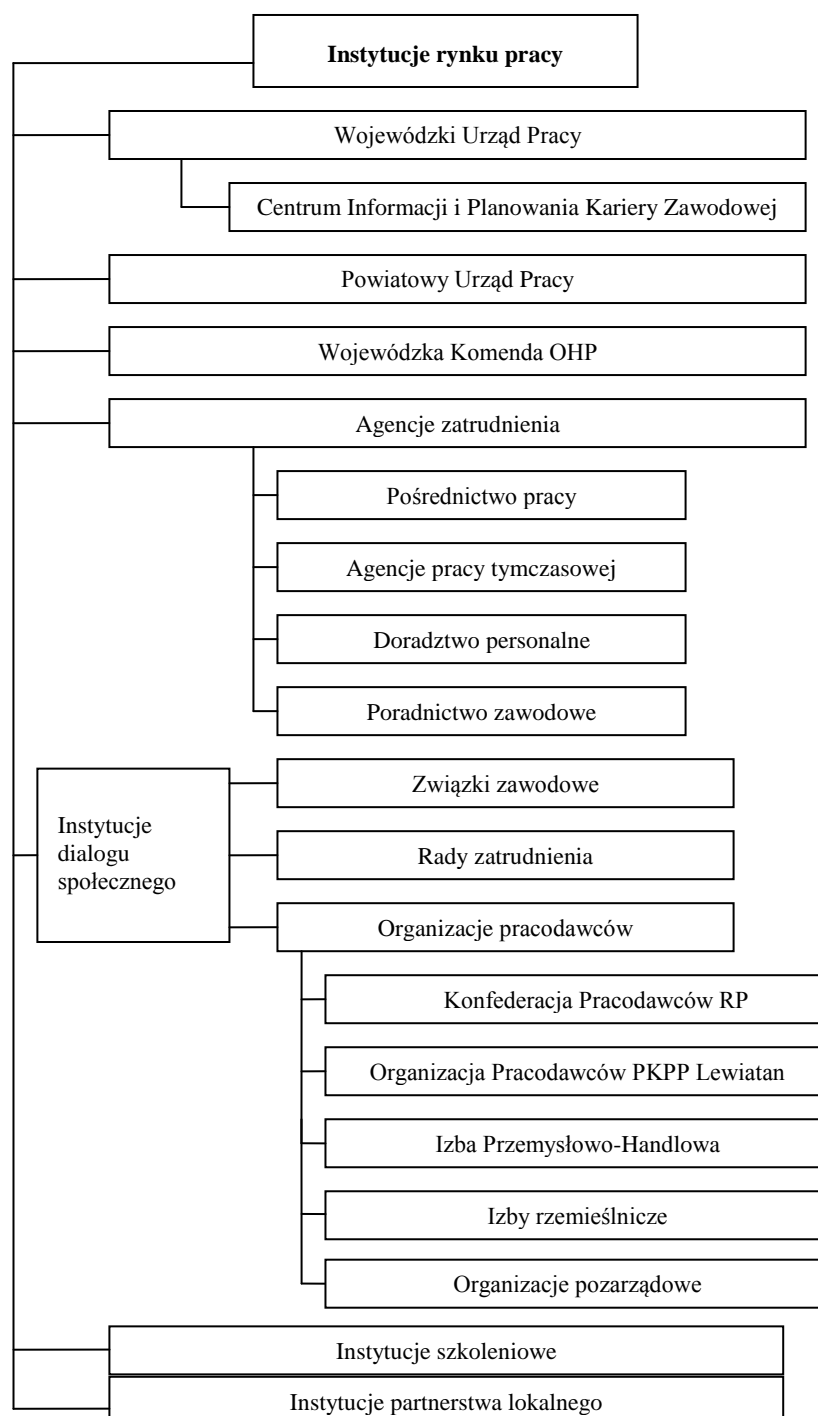 Instytucje rynku pracy
Wojewódzki Urząd Pracy
Centrum Informacji i Planowania Kariery Zawodowej
Powiatowy Urząd Pracy
Wojewódzka Komenda OHP
Agencje zatrudnienia
Pośrednictwo pracy
Agencje pracy tymczasowej
Doradztwo personalne
Poradnictwo zawodowe
Instytucje
dialogu
społecznego
Związki zawodowe
Rady zatrudnienia
Organizacje pracodawców
Konfederacja Pracodawców RP
Organizacja Pracodawców PKPP Lewiatan
Izba Przemysłowo-Handlowa
Izby rzemieślnicze
Organizacje pozarządowe
Instytucje szkoleniowe
Instytucje partnerstwa lokalnego